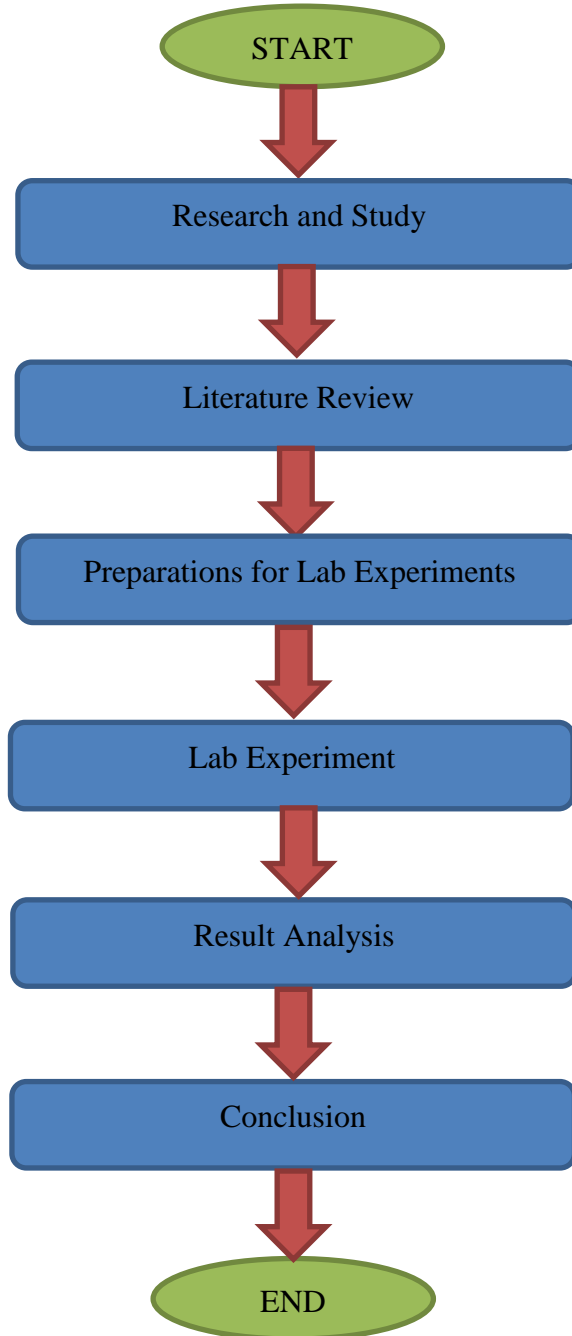 START
Research and Study
Literature Review
Preparations for Lab Experiments
Lab Experiment
Result Analysis
Conclusion
END